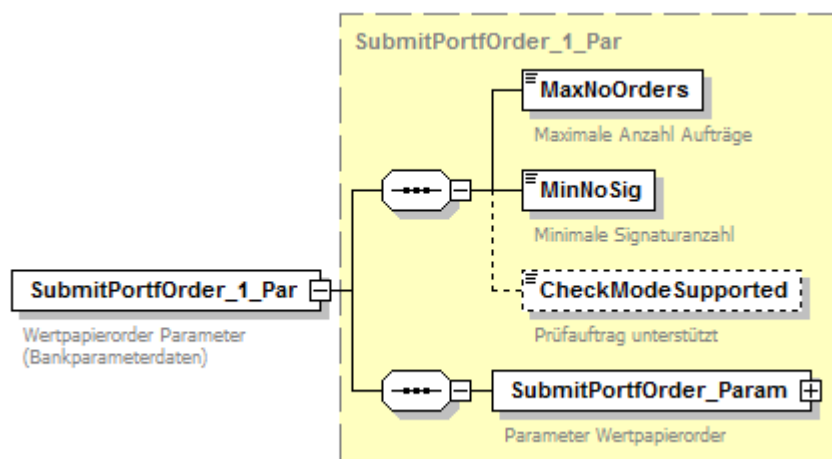 SubmitPortfOrder_1_Par
MaxNoOrders
Maximale Anzahl Aufträge
MinNoSig
Minimale Signaturanzahl
SubmitPortfOrder_1_Par
CheckModeSupported
Wertpapierorder Parameter
(Bankparameterdaten)
Prüfauftrag unterstützt
SubmitPortfOrder_Param
Parameter Wertpapierorder